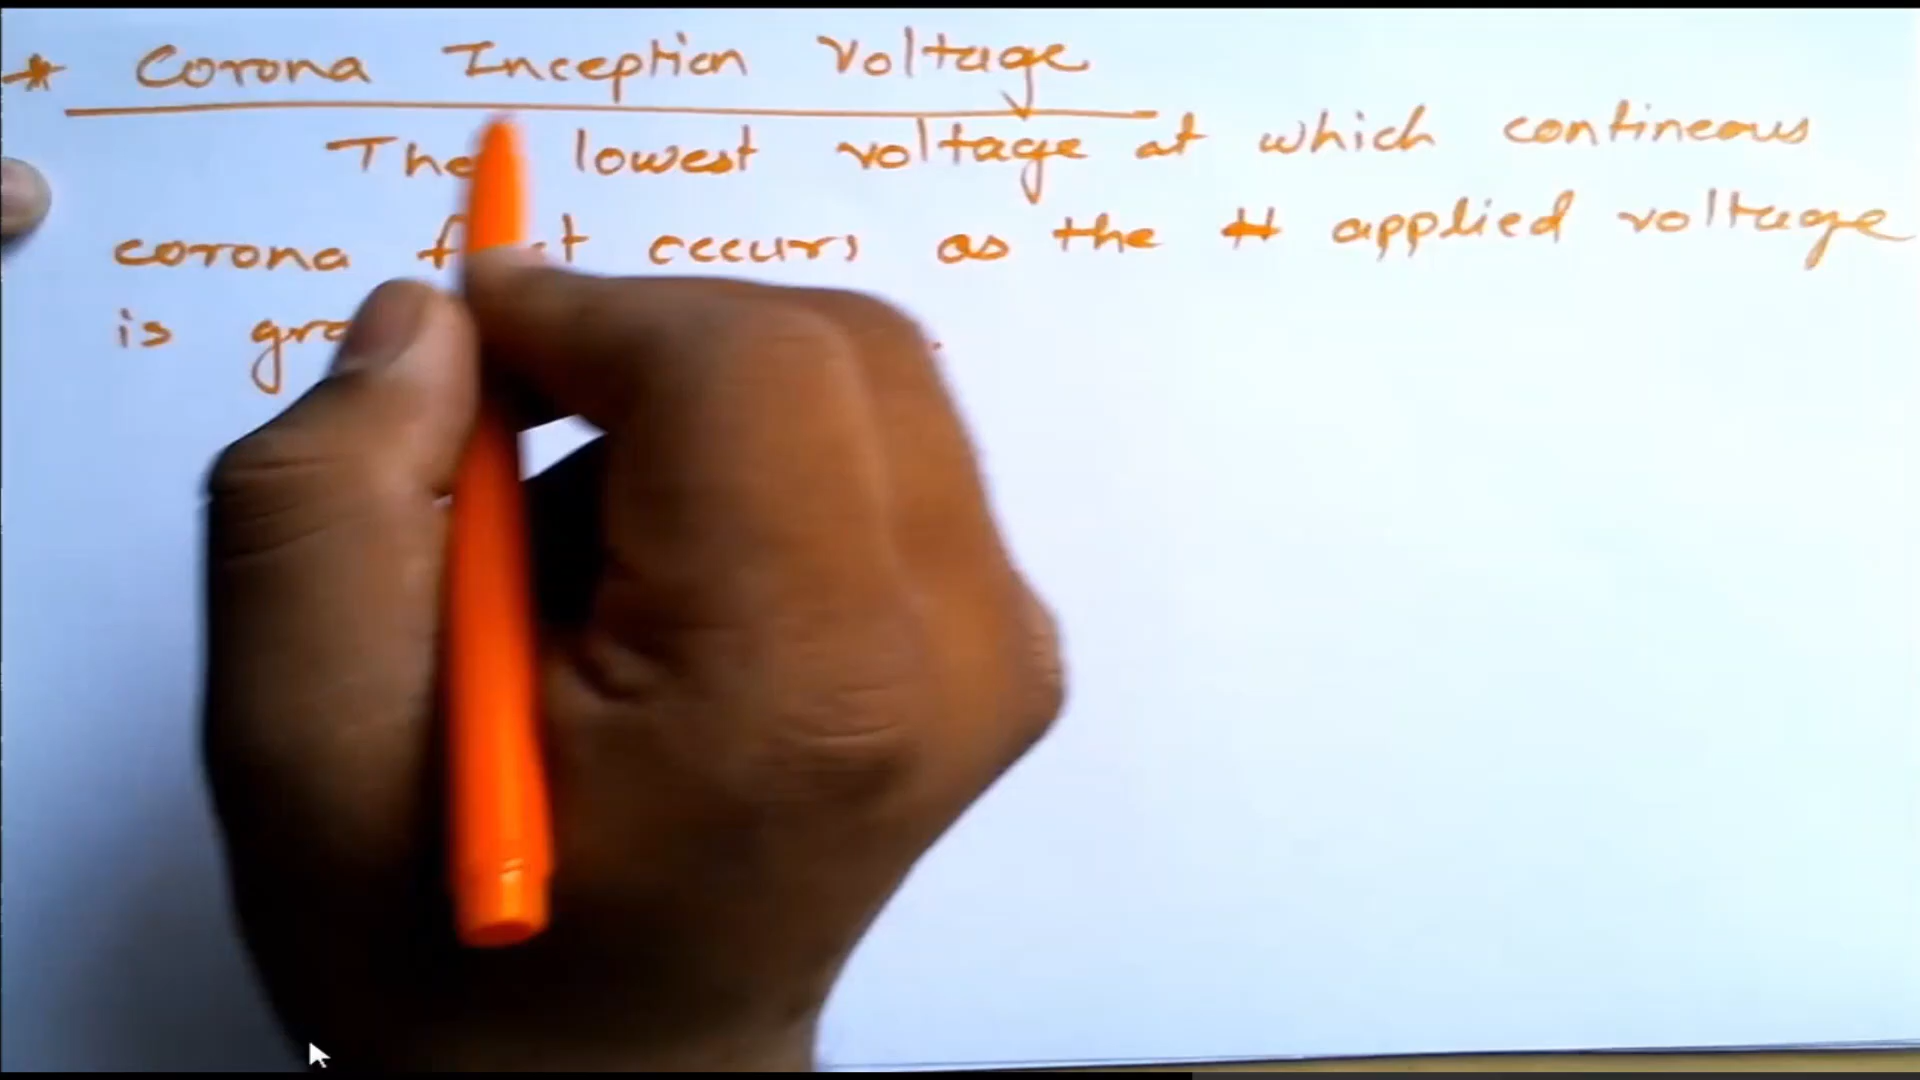 * Corona Inception Voltage
The lowest voltage at which contineous
corona occurs as the applied voltage
is